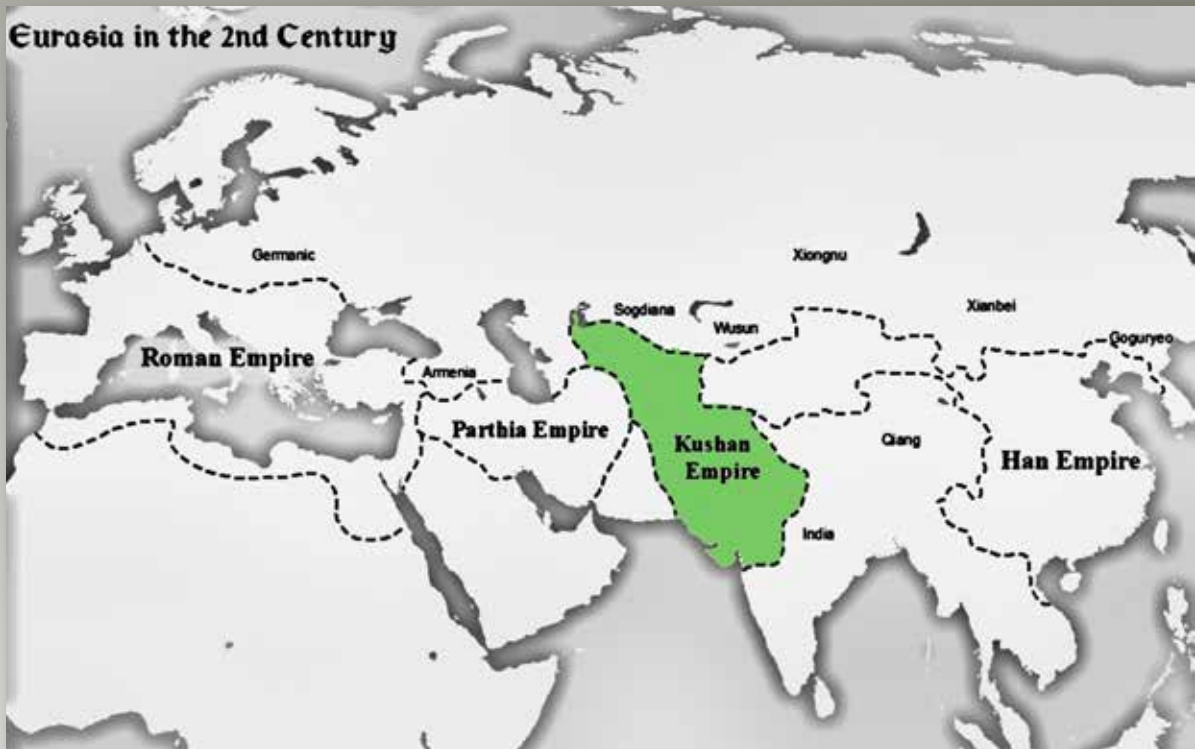 Eurasia in the 2nd Century
Germanic
Xiongnu
Xianbei
Sogdiana
Wusun
Goguryeo
Roman Empire
Armenia
Parthia Empire
Kushan
Empire
Qiang
Han Empire
India